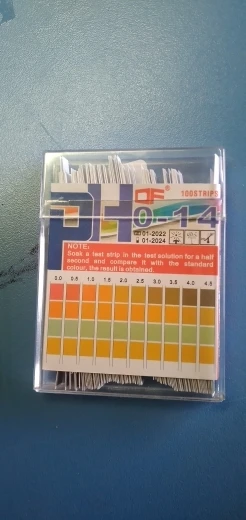 100STRIPS
pH 0-14
01-2022
01-2024
NOTE:
Soak a test strip in the test solution for a half
second and compare it with the standard
colour, the result is obtained.
0.0 0.5 1.0 1.5 2.0 2.5 3.0 3.5 4.0 4.5